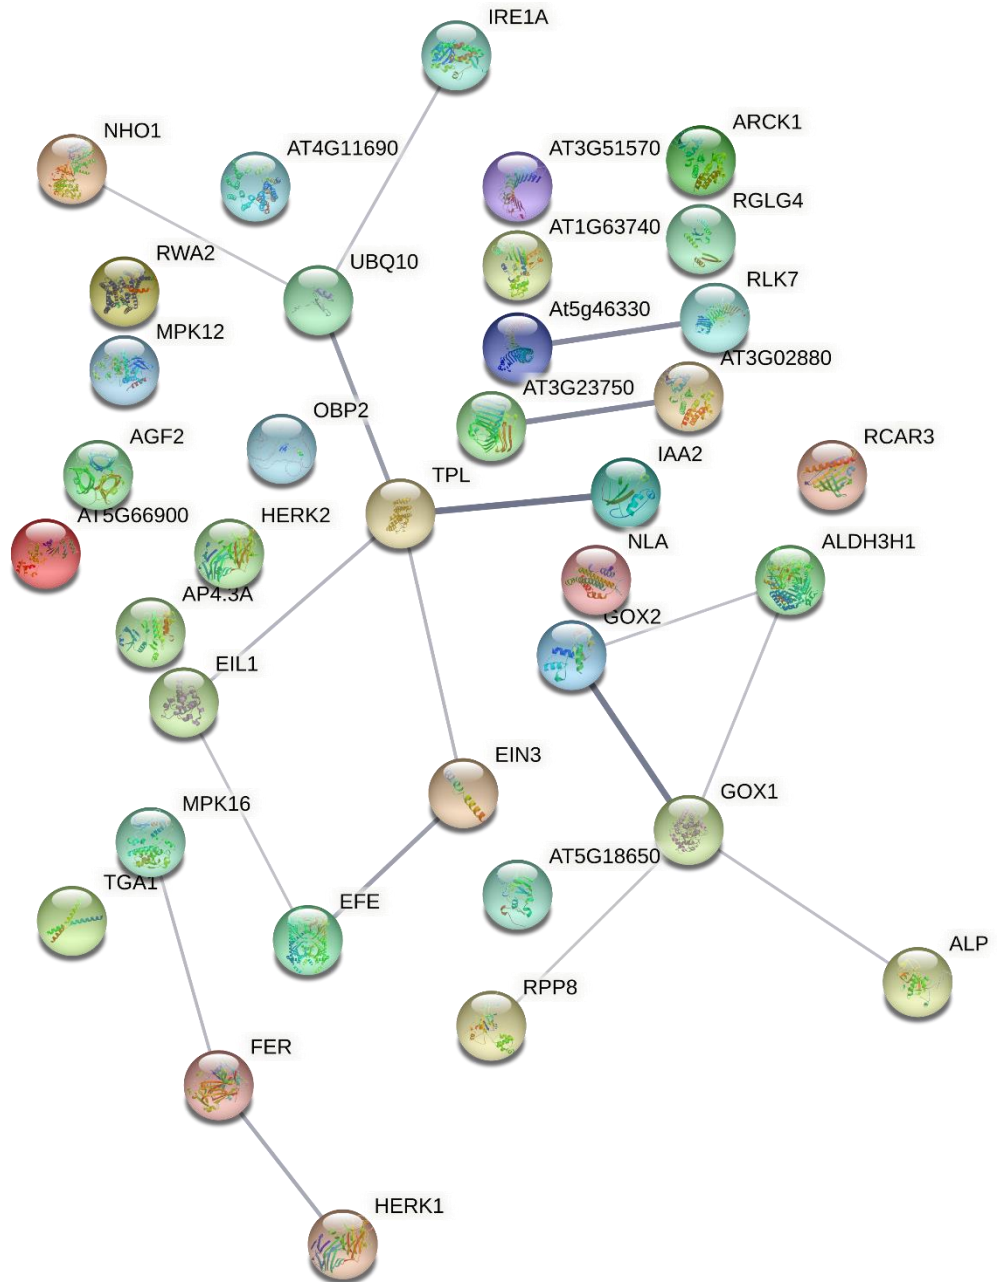 IRE1A
NHO1
AT4G11690
AT3G51570
ARCK1
RGLG4
AT1G63740
RWA2
UBQ10
RLK7
At5g46330
MPK12
AT3G02880
AT3G23750
OBP2
AGF2
IAA2
RCAR3
TPL
AT5G66900
HERK2
NLA
ALDH3H1
AP4.3A
GOX2
EIL1
EIN3
GOX1
MPK16
AT5G18650
TGA1
EFE
ALP
RPP8
FER
HERK1